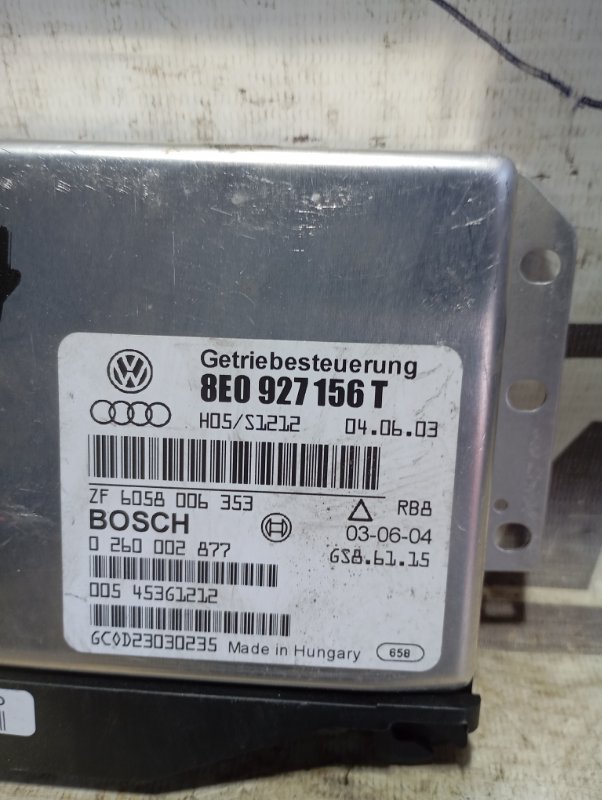 Getriebesteuerung
8E0 927 156 T
H05/S1212 04.06.03
ZF 6058 006 353 RB8
BOSCH 03-06-04
0 260 002 877 GS8.61.15
005 45361212
6C0D23030235 Made in Hungary 658